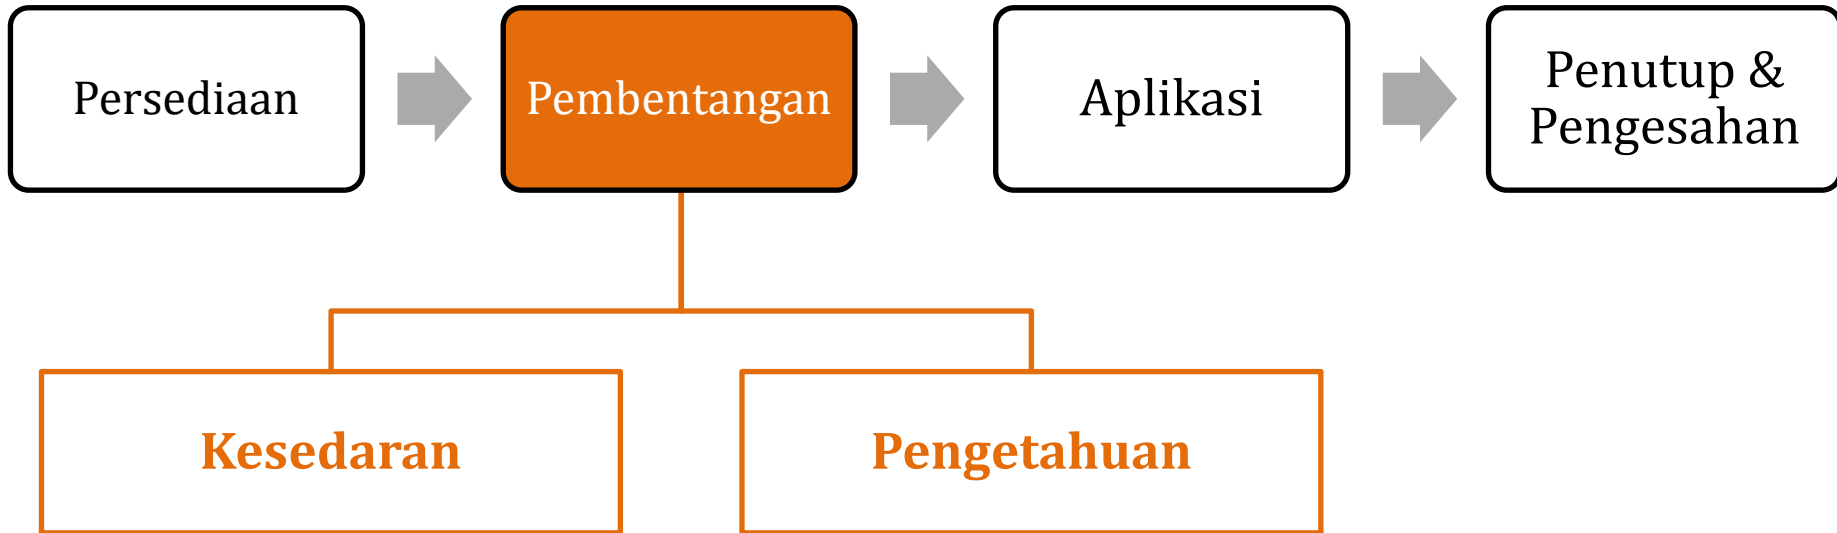 Persediaan
Pembentangan
Aplikasi
Penutup &
Pengesahan
Kesedaran
Pengetahuan